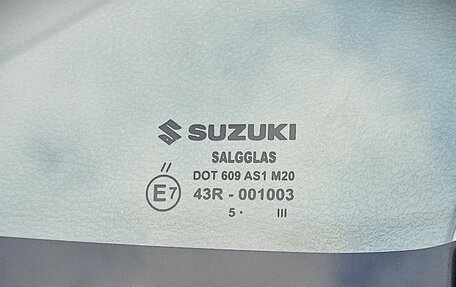 SUZUKI
SALGGLAS
DOT 609 AS1 M20
//
E7 43R - 001003
5 · III